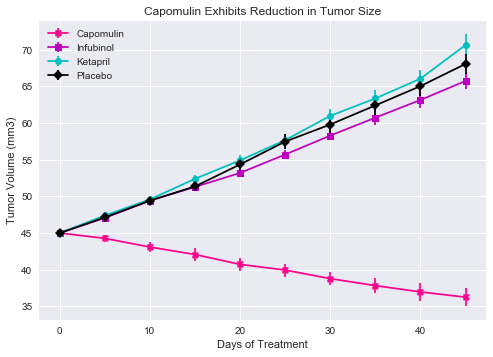 Capomulin Exhibits Reduction in Tumor Size
Capomulin
Infubinol
Ketapril
Placebo
Tumor Volume (mm3)
70
65
60
55
50
45
40
35
0 10 20 30 40
Days of Treatment